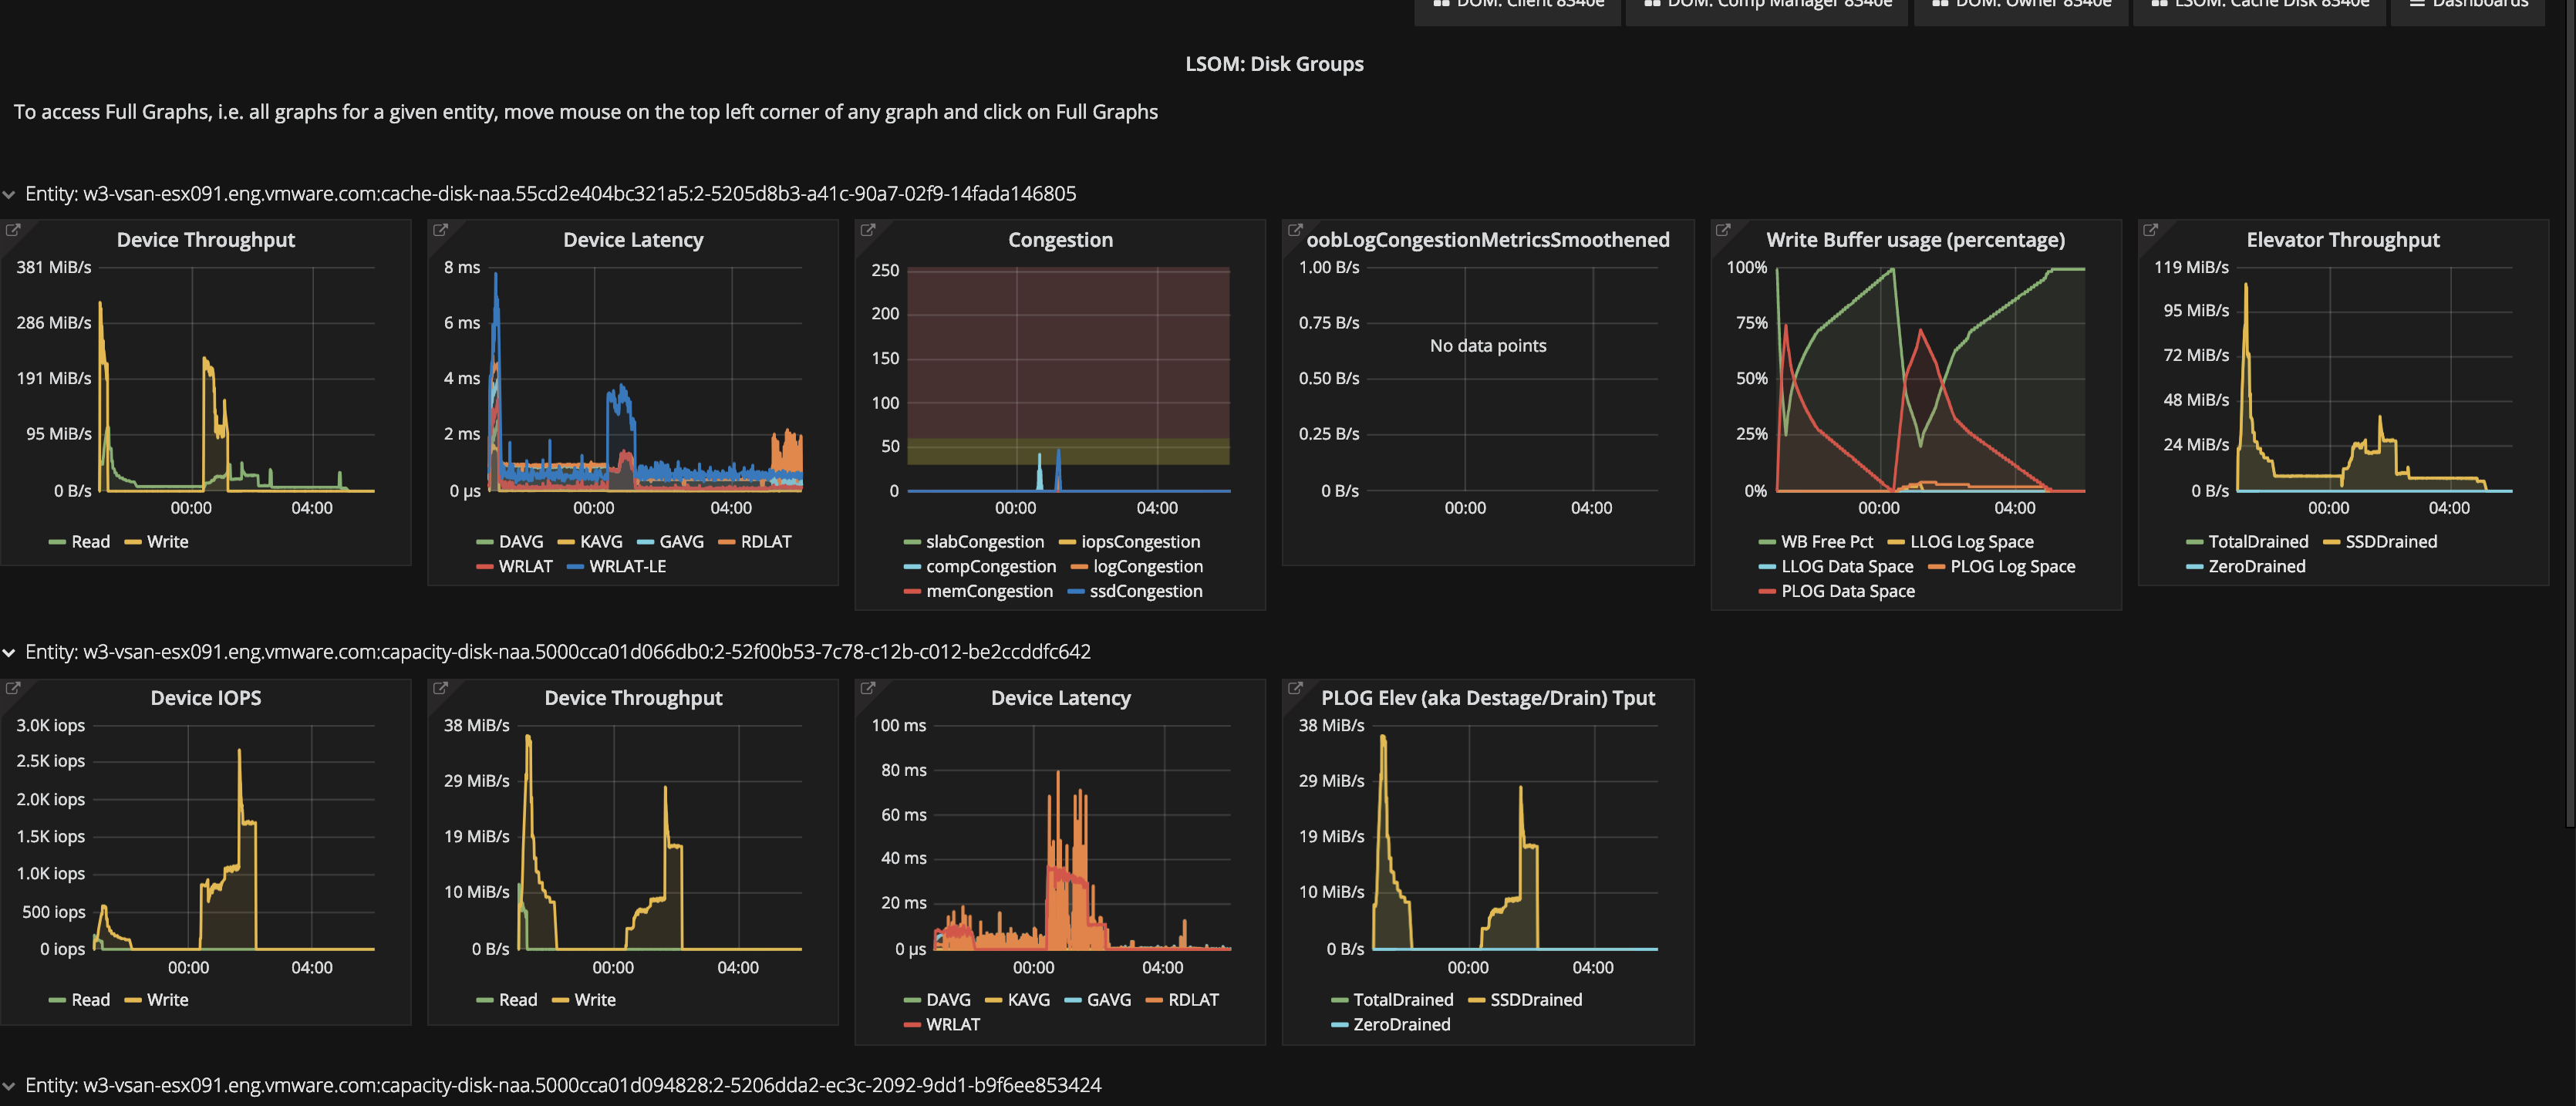 DOM: Client 8340e
DOM: Comp Manager 8340e
DOM: Owner 8340e
LSOM: Cache Disk 8340e
Dashboards
LSOM: Disk Groups
To access Full Graphs, i.e. all graphs for a given entity, move mouse on the top left corner of any graph and click on Full Graphs
Entity: w3-vsan-esx091.eng.vmware.com:cache-disk-naa.55cd2e404bc321a5:2-5205d8b3-a41c-90a7-02f9-14fada146805
Device Throughput
381 MiB/s
286 MiB/s
191 MiB/s
95 MiB/s
0 B/s
00:00 04:00
Read Write
Device Latency
8 ms
6 ms
4 ms
2 ms
0 µs
00:00 04:00
DAVG KAVG GAVG RDLAT
WRLAT WRLAT-LE
Congestion
250
200
150
100
50
0
00:00 04:00
slabCongestion iopsCongestion
compCongestion logCongestion
memCongestion ssdCongestion
oobLogCongestionMetricsSmoothened
1.00 B/s
0.75 B/s
No data points
0.50 B/s
0.25 B/s
0 B/s
00:00 04:00
Write Buffer usage (percentage)
100%
75%
50%
25%
0%
00:00 04:00
WB Free Pct LLOG Log Space
LLOG Data Space PLOG Log Space
PLOG Data Space
Elevator Throughput
119 MiB/s
95 MiB/s
72 MiB/s
48 MiB/s
24 MiB/s
0 B/s
00:00 04:00
TotalDrained SSDDrained
ZeroDrained
Entity: w3-vsan-esx091.eng.vmware.com:capacity-disk-naa.5000cca01d066db0:2-52f00b53-7c78-c12b-c012-be2ccddfc642
Device IOPS
3.0K iops
2.5K iops
2.0K iops
1.5K iops
1.0K iops
500 iops
0 iops
00:00 04:00
Read Write
Device Throughput
38 MiB/s
29 MiB/s
19 MiB/s
10 MiB/s
0 B/s
00:00 04:00
Read Write
Device Latency
100 ms
80 ms
60 ms
40 ms
20 ms
0 µs
00:00 04:00
DAVG KAVG GAVG RDLAT
WRLAT
PLOG Elev (aka Destage/Drain) Tput
38 MiB/s
29 MiB/s
19 MiB/s
10 MiB/s
0 B/s
00:00 04:00
TotalDrained SSDDrained
ZeroDrained
Entity: w3-vsan-esx091.eng.vmware.com:capacity-disk-naa.5000cca01d094828:2-5206dda2-ec3c-2092-9dd1-b9f6ee853424